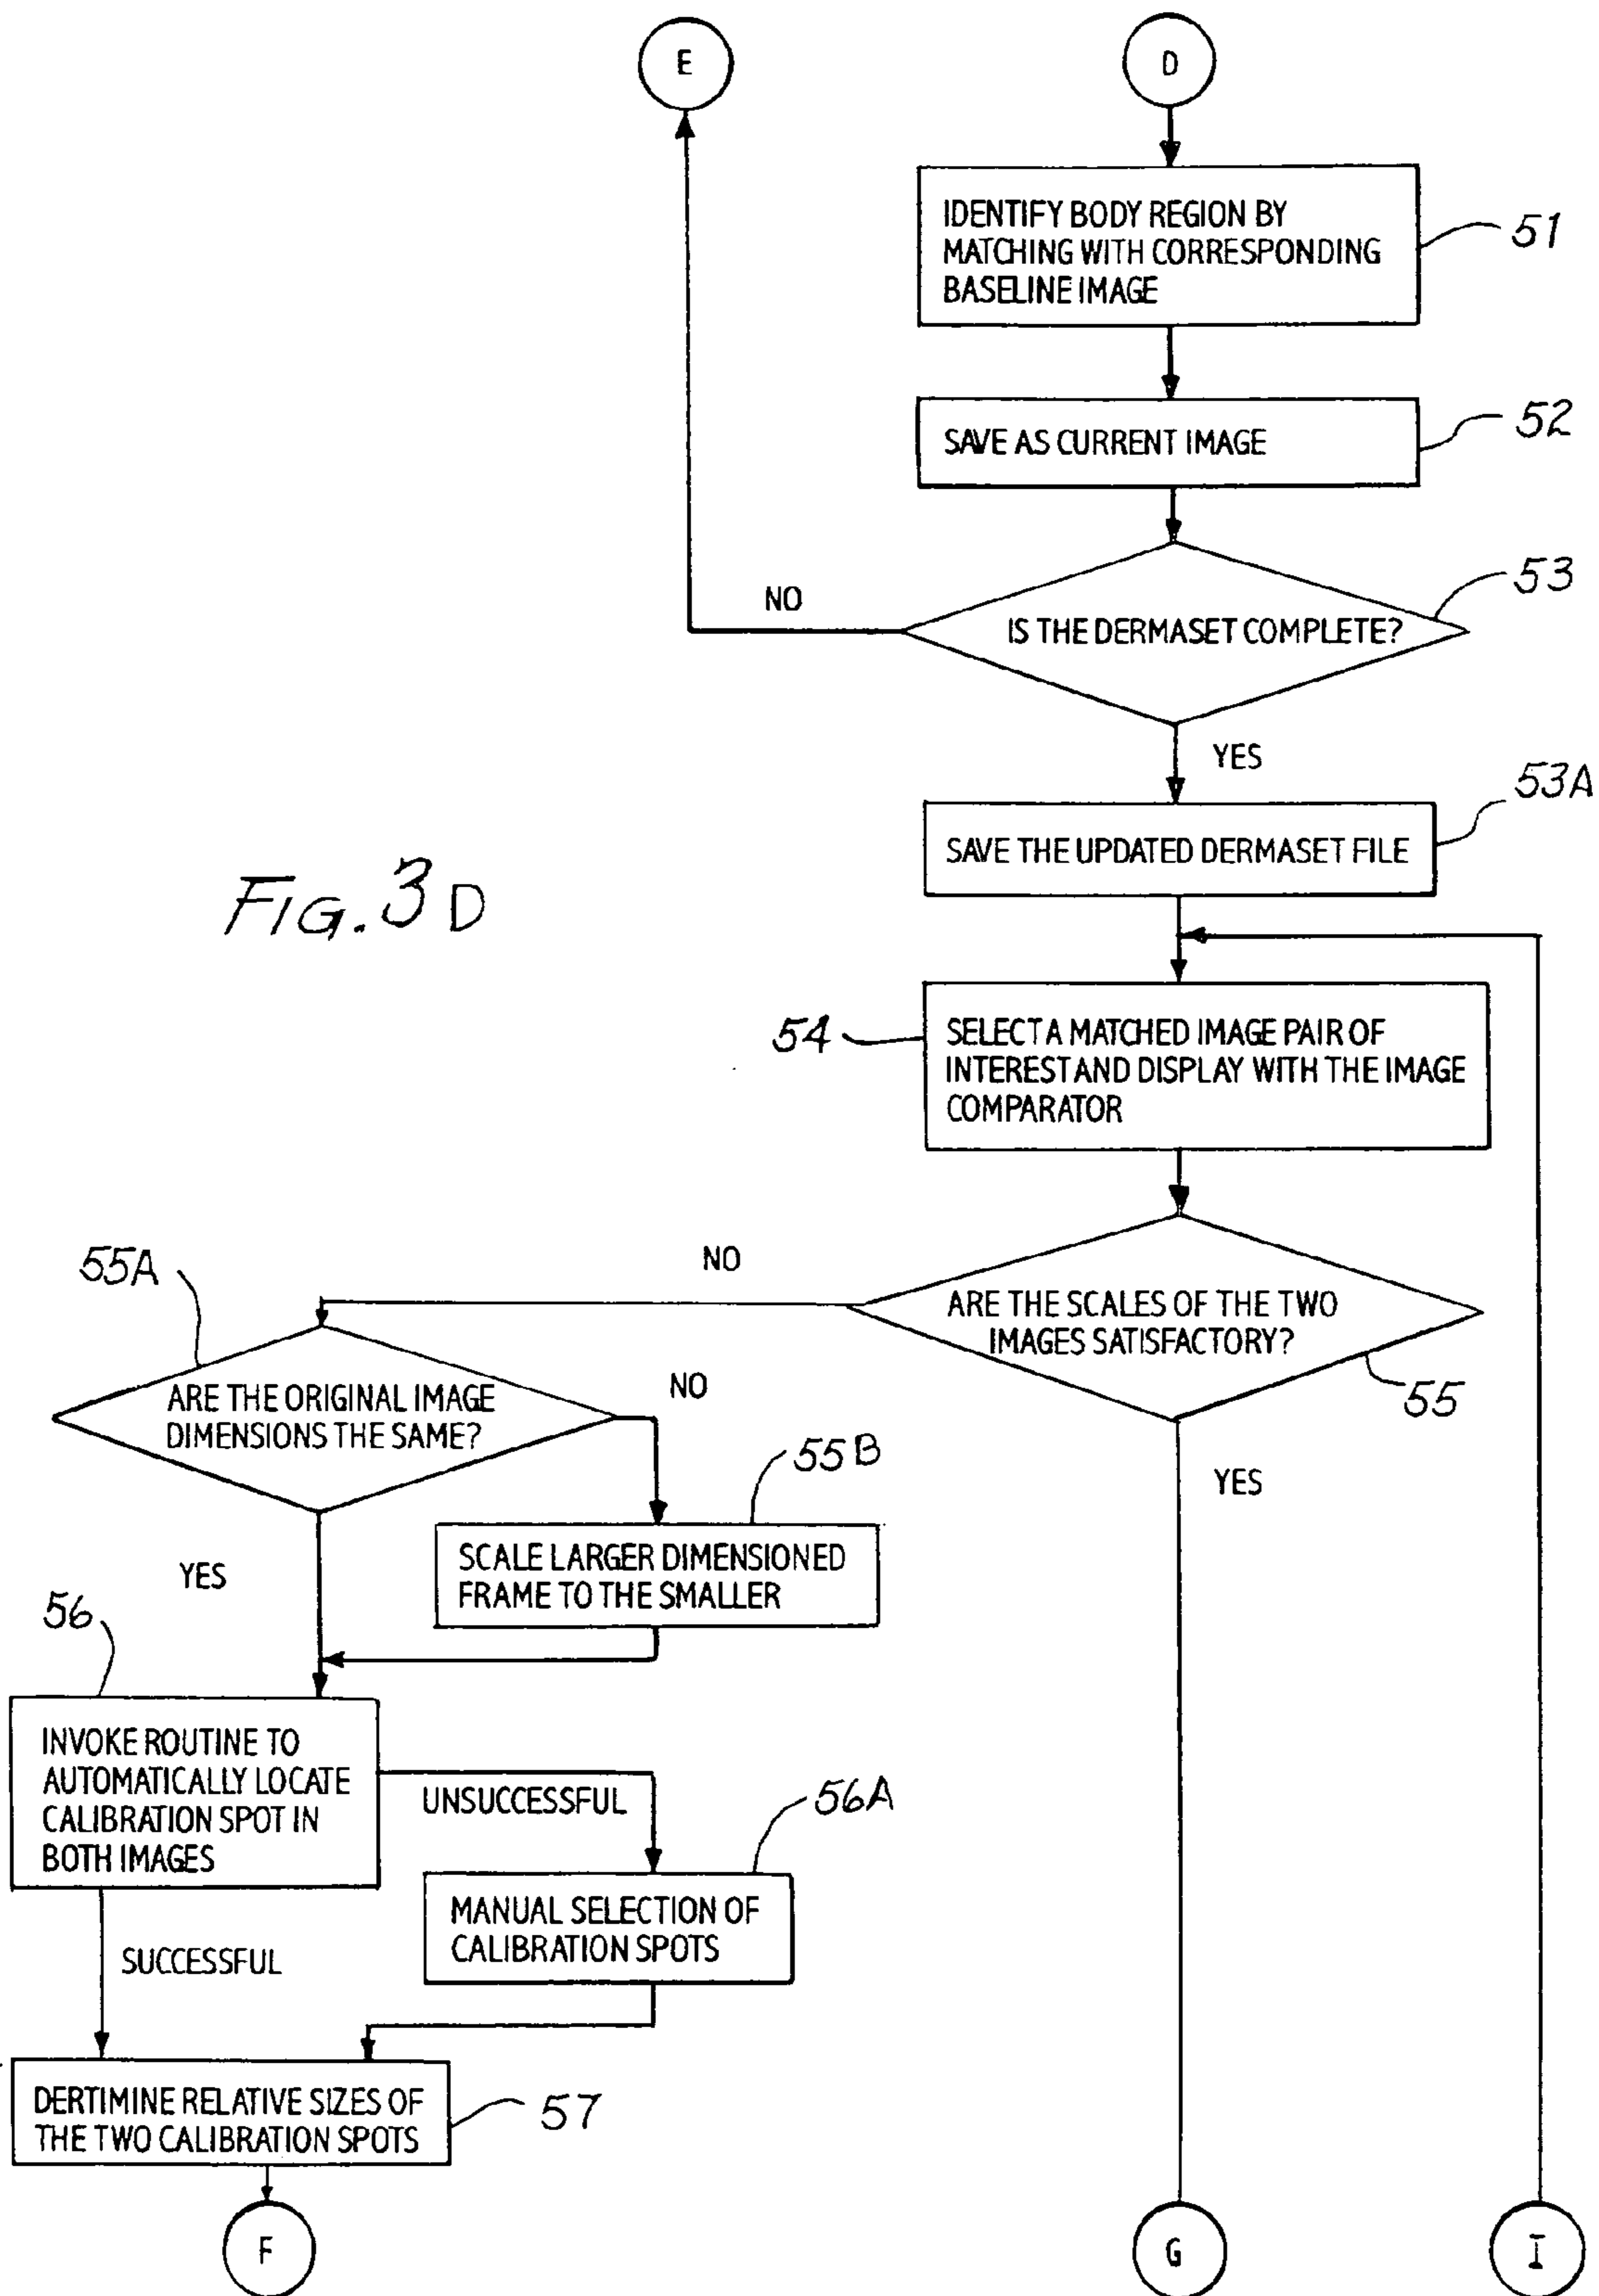 E
D
IDENTIFY BODY REGION BY
MATCHING WITH CORRESPONDING
BASELINE IMAGE
51
SAVE AS CURRENT IMAGE
52
53
NO
IS THE DERMASET COMPLETE?
YES
53A
SAVE THE UPDATED DERMASET FILE
FIG. 3D
54
SELECT A MATCHED IMAGE PAIR OF
INTEREST AND DISPLAY WITH THE IMAGE
COMPARATOR
NO
55A
ARE THE SCALES OF THE TWO
IMAGES SATISFACTORY?
55
NO
ARE THE ORIGINAL IMAGE
DIMENSIONS THE SAME?
55B
YES
YES
SCALE LARGER DIMENSIONED
FRAME TO THE SMALLER
56
INVOKE ROUTINE TO
AUTOMATICALLY LOCATE
CALIBRATION SPOT IN
BOTH IMAGES
UNSUCCESSFUL
56A
MANUAL SELECTION OF
CALIBRATION SPOTS
SUCCESSFUL
DERTIMINE RELATIVE SIZES OF
THE TWO CALIBRATION SPOTS
57
F
G
I